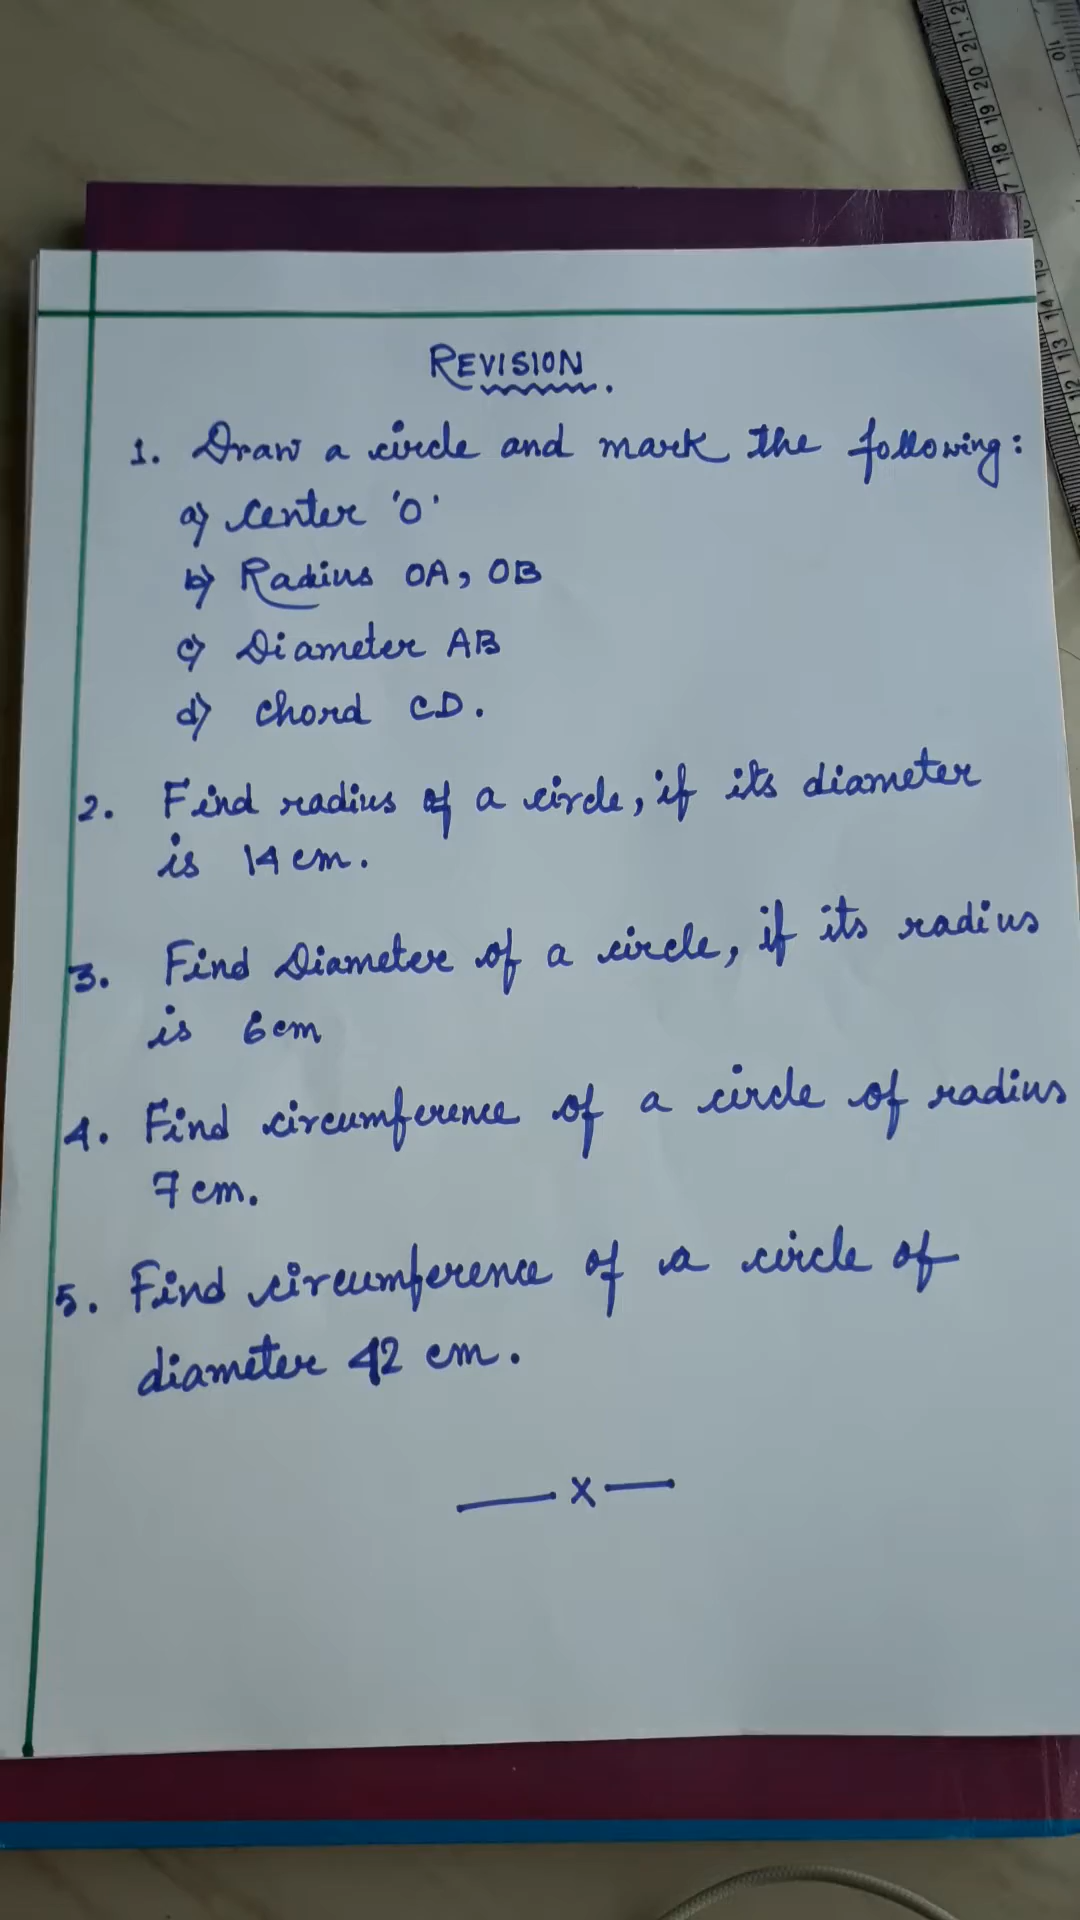 REVISION.
1. Draw a circle and mark the following:
a) Center 'O'
b) Radius OA, OB
c) Diameter AB
d) Chord CD.
2. Find radius of a circle, if its diameter
is 14 cm.
3. Find Diameter of a circle, if its radius
is 6cm
4. Find circumference of a circle of radius
7 cm.
5. Find circumference of a circle of
diameter 42 cm.
—x—